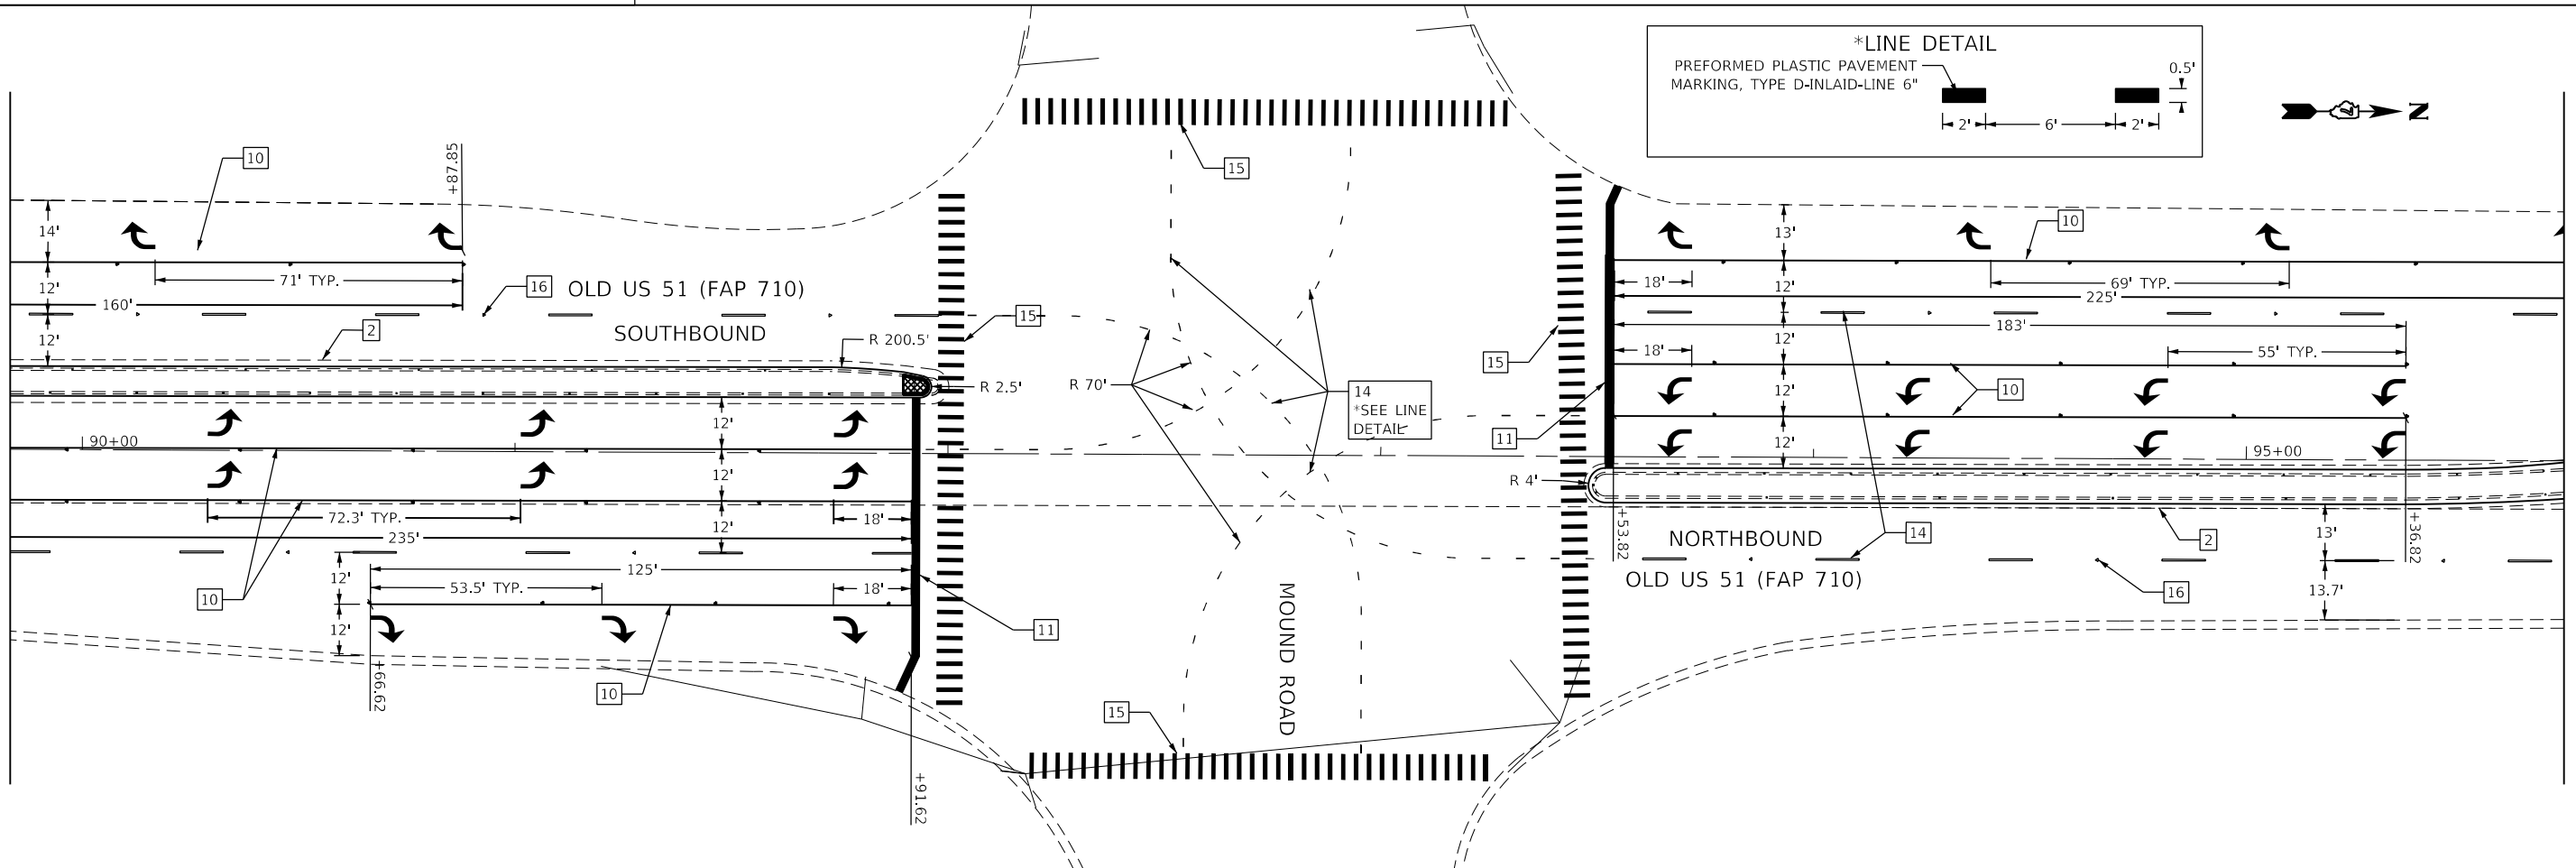 *LINE DETAIL
PREFORMED PLASTIC PAVEMENT
MARKING, TYPE D-INLAID-LINE 6"
0.5'
2'
6'
2'
N
10
+87.85
15
14'
71' TYP.
12'
160'
16
OLD US 51 (FAP 710)
12'
2
SOUTHBOUND
R 200.5'
15
R 2.5'
R 70'
14
*SEE LINE
DETAIL
15
11
13'
10
18'
12'
69' TYP.
225'
183'
12'
18'
55' TYP.
12'
10
12'
95+00
90+00
12'
12'
72.3' TYP.
12'
18'
235'
125'
12'
53.5' TYP.
18'
10
12'
11
10
+66.62
+91.62
15
MOUND ROAD
R 4'
+53.82
NORTHBOUND
14
2
13'
+36.82
OLD US 51 (FAP 710)
16
13.7'